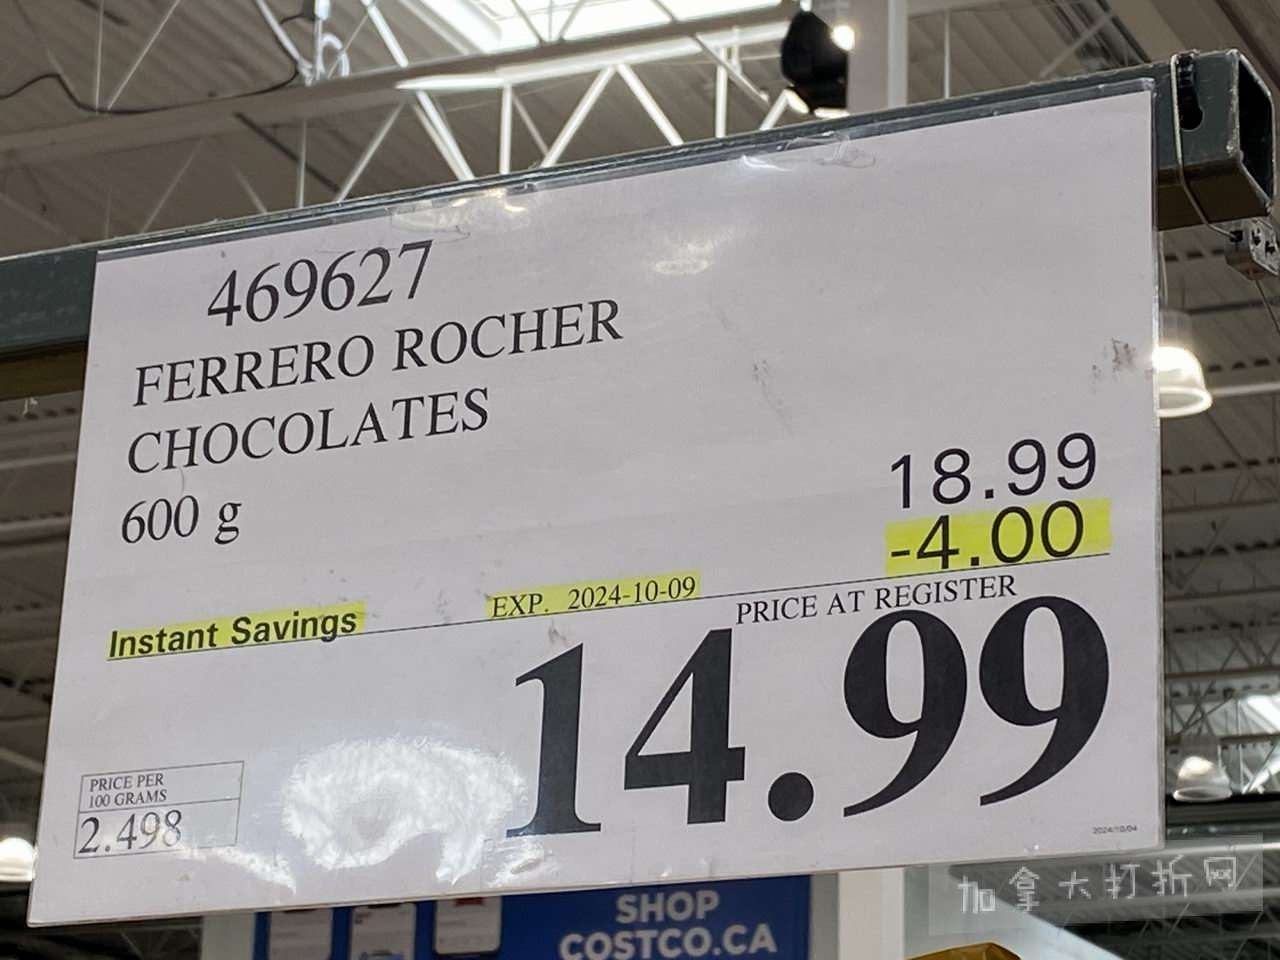 469627
FERRERO ROCHER
CHOCOLATES
600 g
18.99
-4.00
Instant Savings
EXP. 2024-10-09
PRICE AT REGISTER
14.99
PRICE PER
100 GRAMS
2.498
2024/10/04
SHOP
COSTCO.CA
加拿大打折网